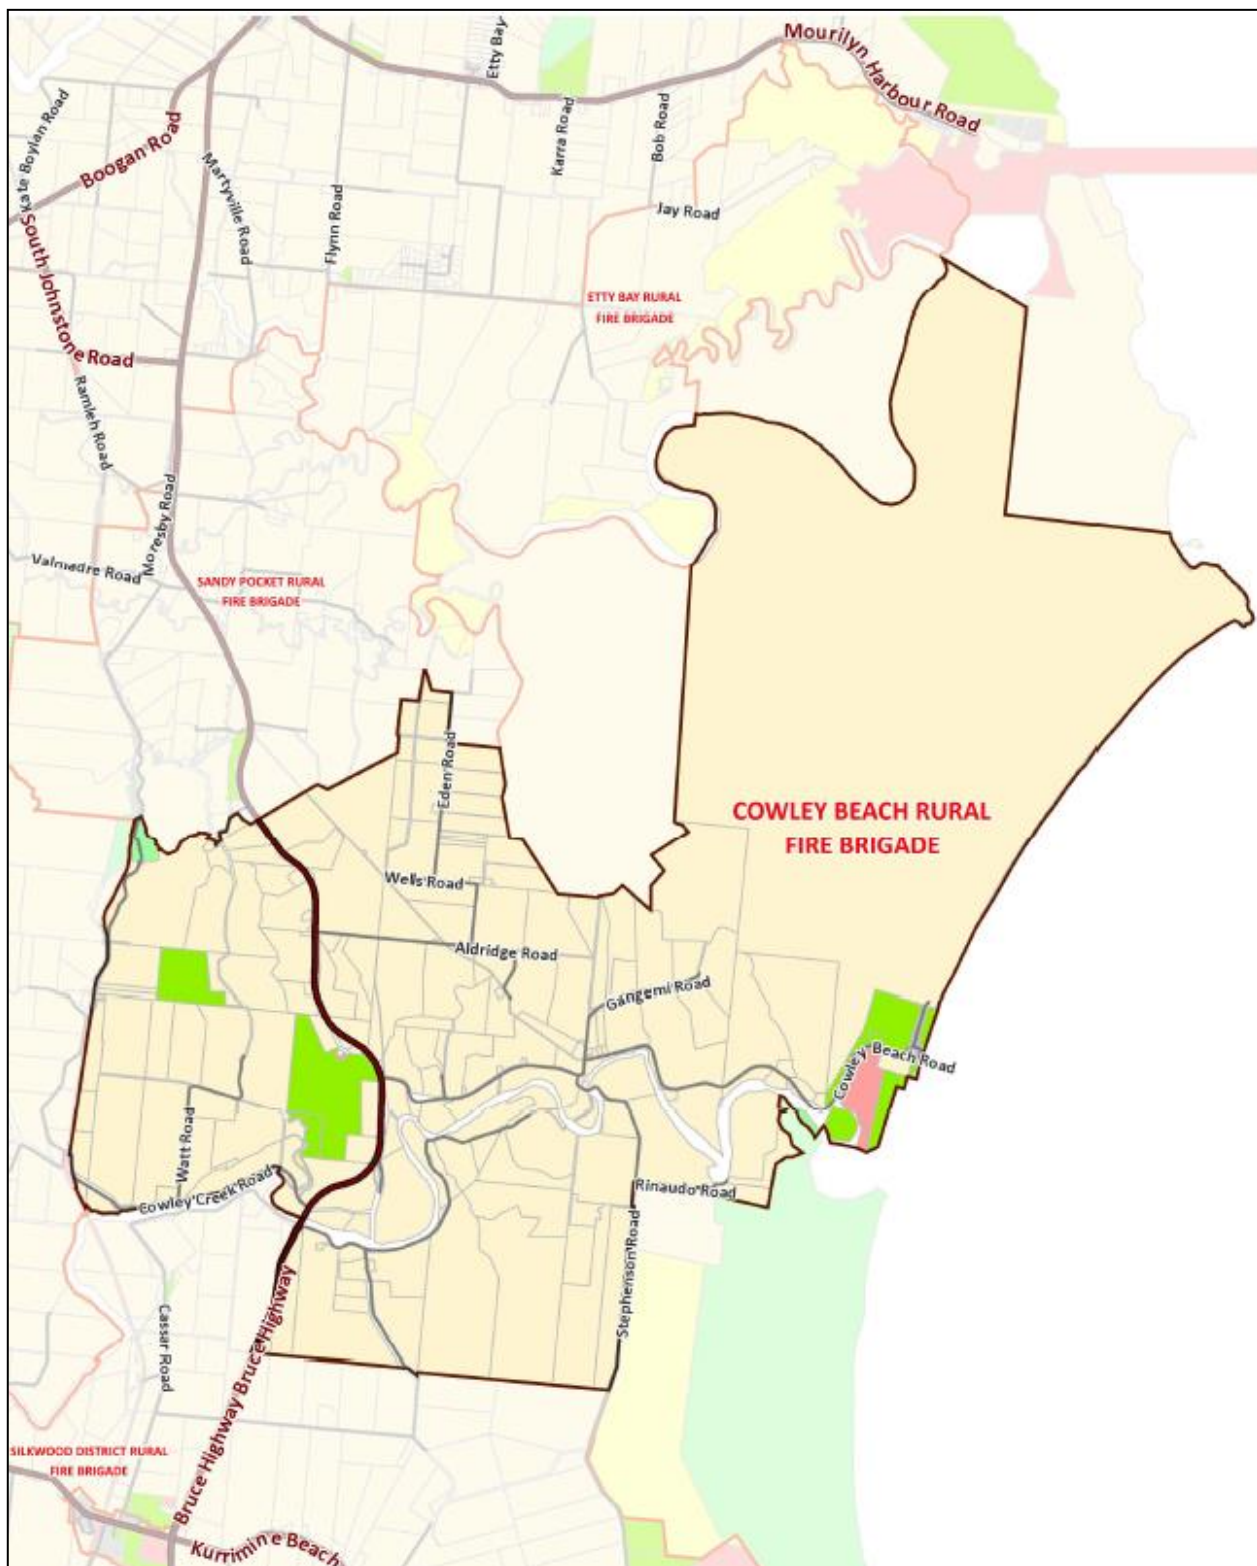 Mourilyn Harbour Road
Etty Bay
Kate Boylan Road
Boogan Road
Karra Road
Bob Road
Martyville Road
Flynn Road
Jay Road
South Johnstone Road
ETTY BAY RURAL
FIRE BRIGADE
Ramleh Road
Moresby Road
Valmadre Road
SANDY POCKET RURAL
FIRE BRIGADE
Eden Road
COWLEY BEACH RURAL
FIRE BRIGADE
Wells Road
Aldridge Road
Gangemi Road
Cowley Beach Road
Watt Road
Cowley Creek Road
Rinaudo Road
Stephenson Road
Cassar Road
Bruce Highway Bruce Highway
SILKWOOD DISTRICT RURAL
FIRE BRIGADE
Kurrimine Beach